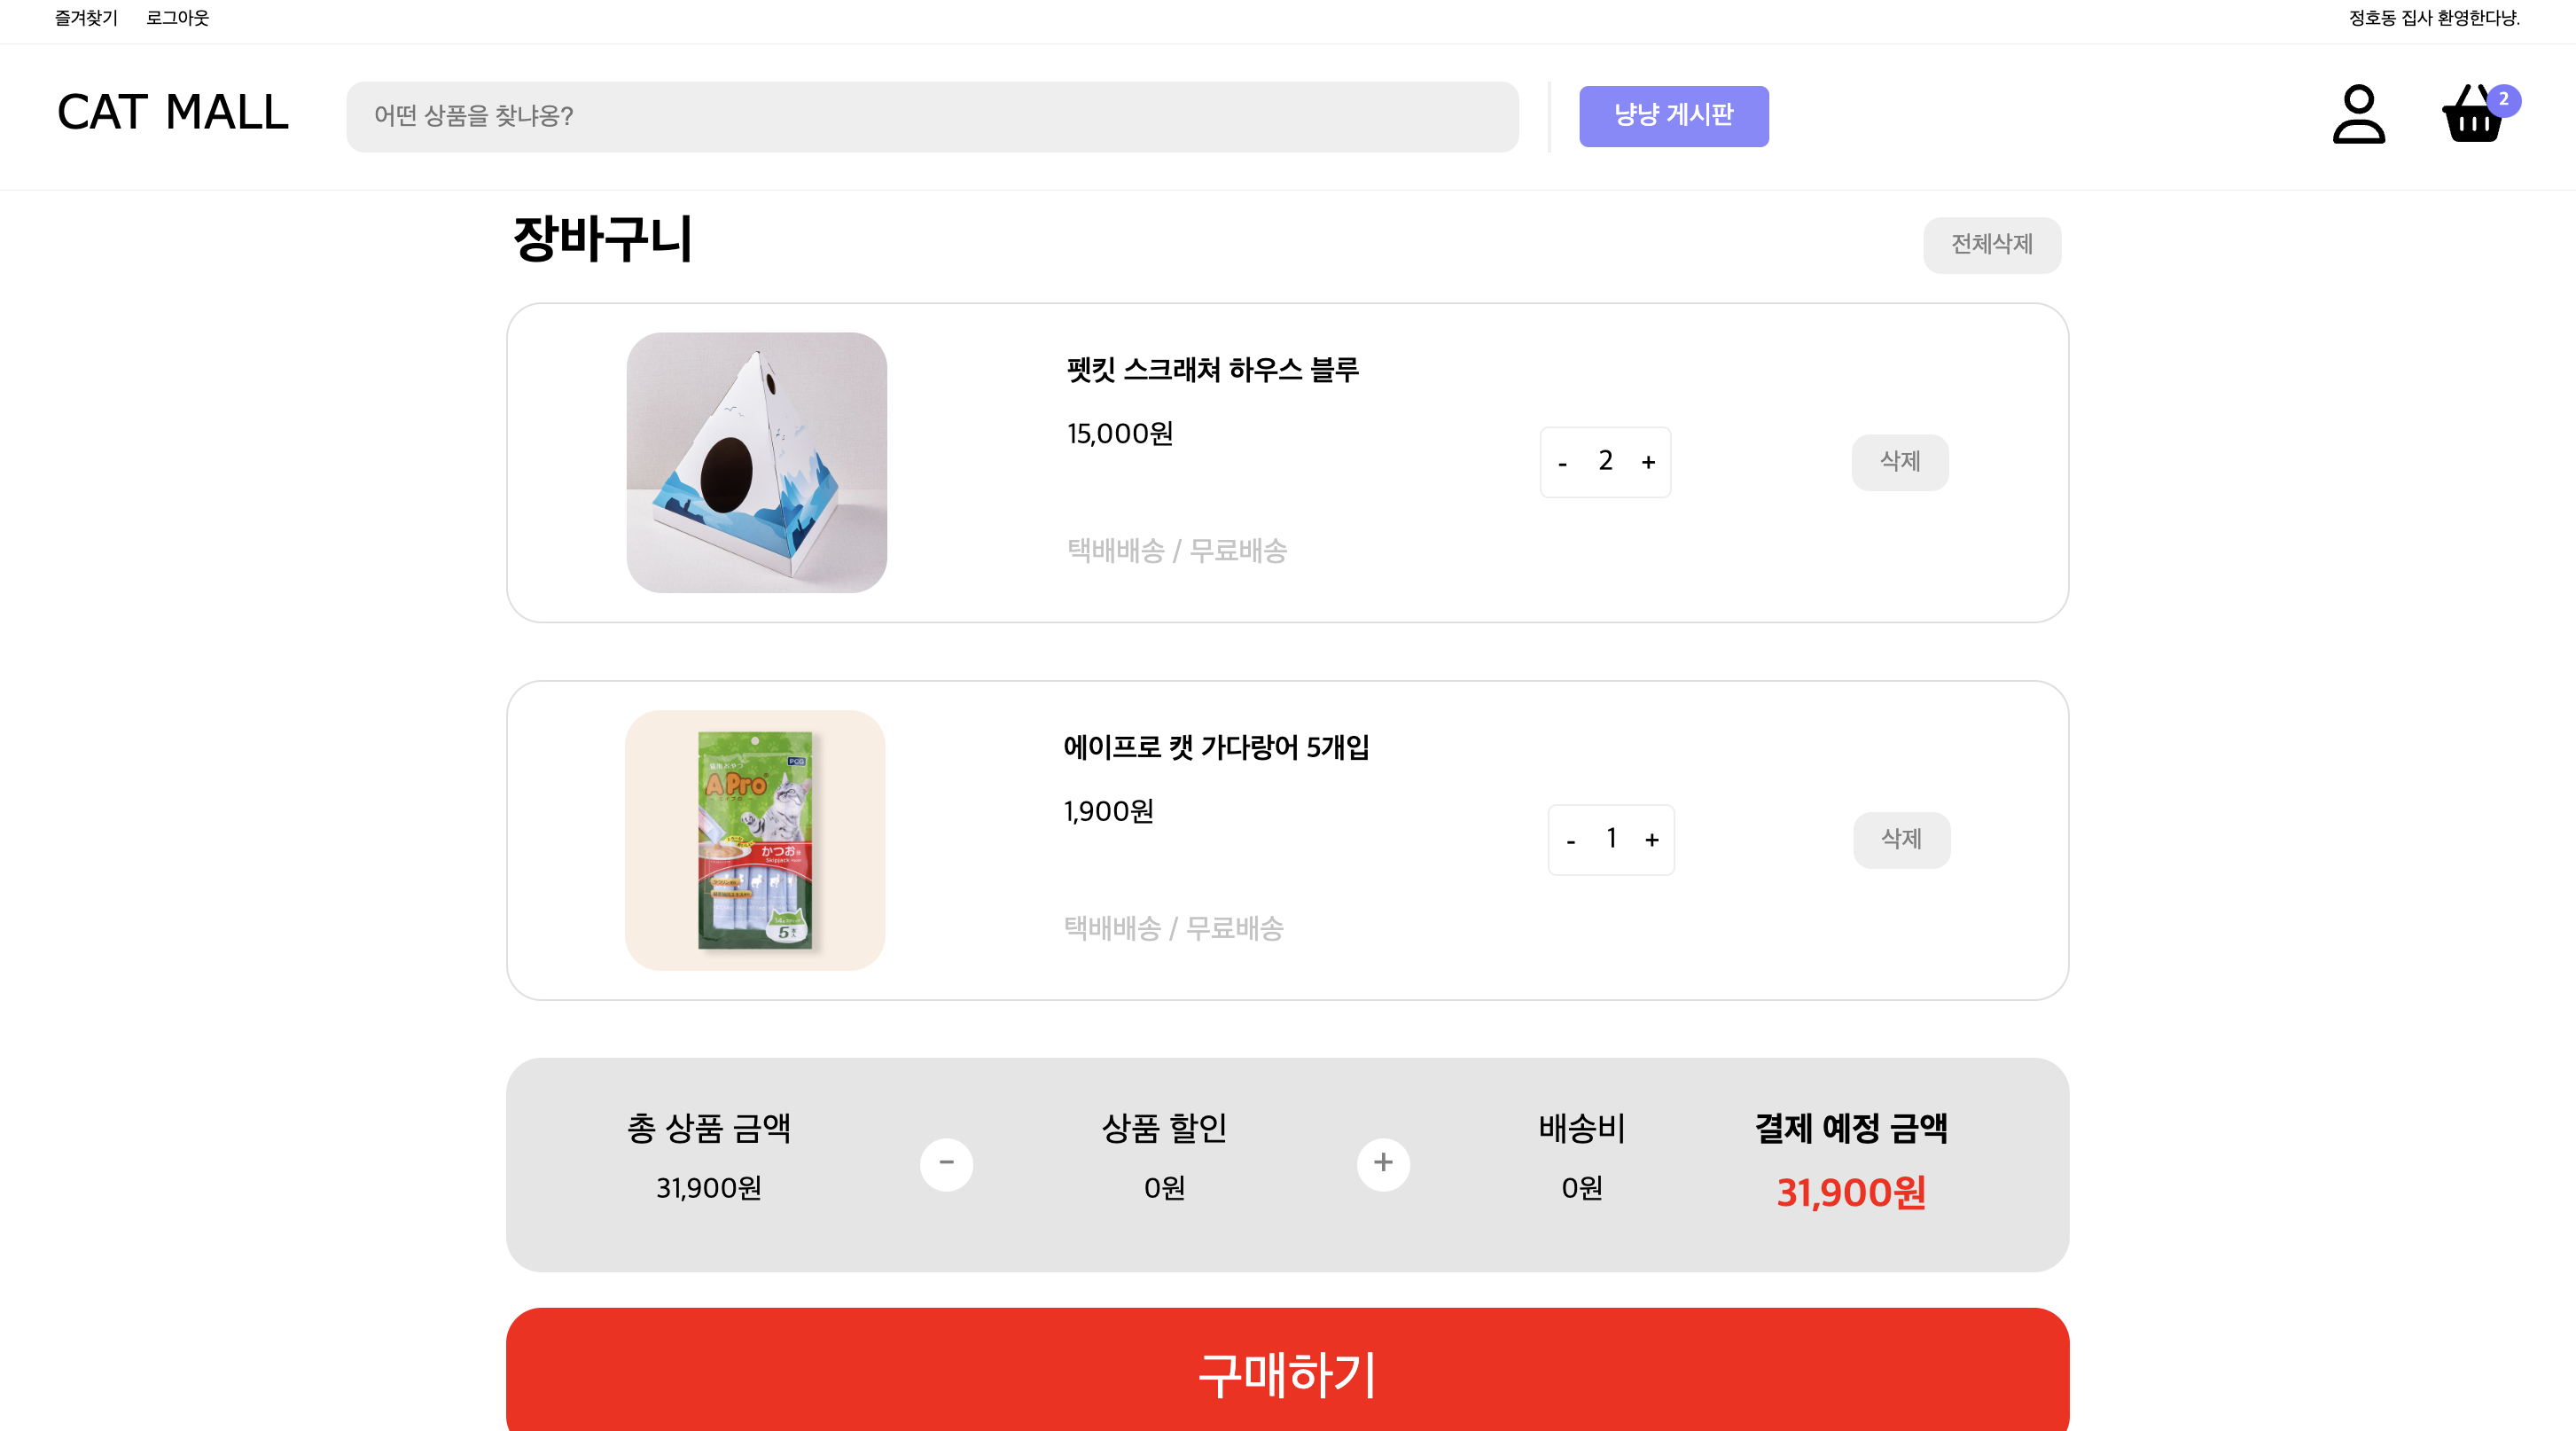 즐겨찾기 로그아웃 정호동 집사 환영한다냥.
CAT MALL 어떤 상품을 찾냐옹? 냥냥 게시판 2
장바구니 전체삭제
펫킷 스크래쳐 하우스 블루
15,000원
- 2 + 삭제
택배배송 / 무료배송
PCG
A Pro
かつお
Skipjack
5
에이프로 캣 가다랑어 5개입
1,900원
- 1 + 삭제
택배배송 / 무료배송
총 상품 금액 상품 할인 배송비 결제 예정 금액
- +
31,900원 0원 0원 31,900원
구매하기